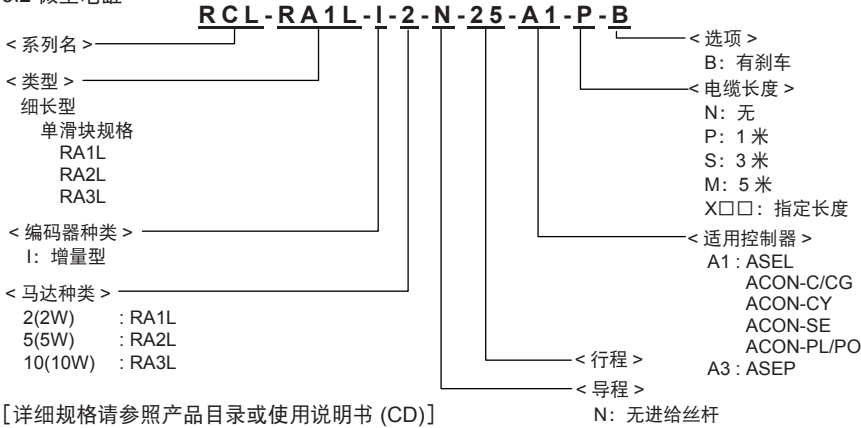 RCL-RA1L-I-2-N-25-A1-P-B
<系列名>
<类型>
细长型
单滑块规格
RA1L
RA2L
RA3L
<编码器种类>
I：增量型
<马达种类>
2(2W) : RA1L
5(5W) : RA2L
10(10W) : RA3L
[详细规格请参照产品目录或使用说明书 (CD)]
<选项>
B：有刹车
<电缆长度>
N：无
P：1 米
S：3 米
M：5 米
X□□：指定长度
<适用控制器>
A1 : ASEL
ACON-C/CG
ACON-CY
ACON-SE
ACON-PL/PO
A3 : ASEP
<行程>
<导程>
N：无进给丝杆